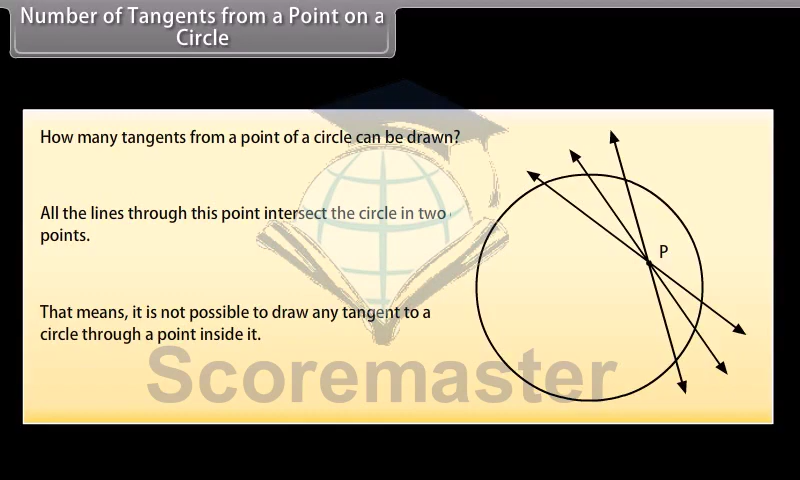 Number of Tangents from a Point on a
Circle
How many tangents from a point of a circle can be drawn?
All the lines through this point intersect the circle in two
points.
P
That means, it is not possible to draw any tangent to a
circle through a point inside it.
Scoremaster